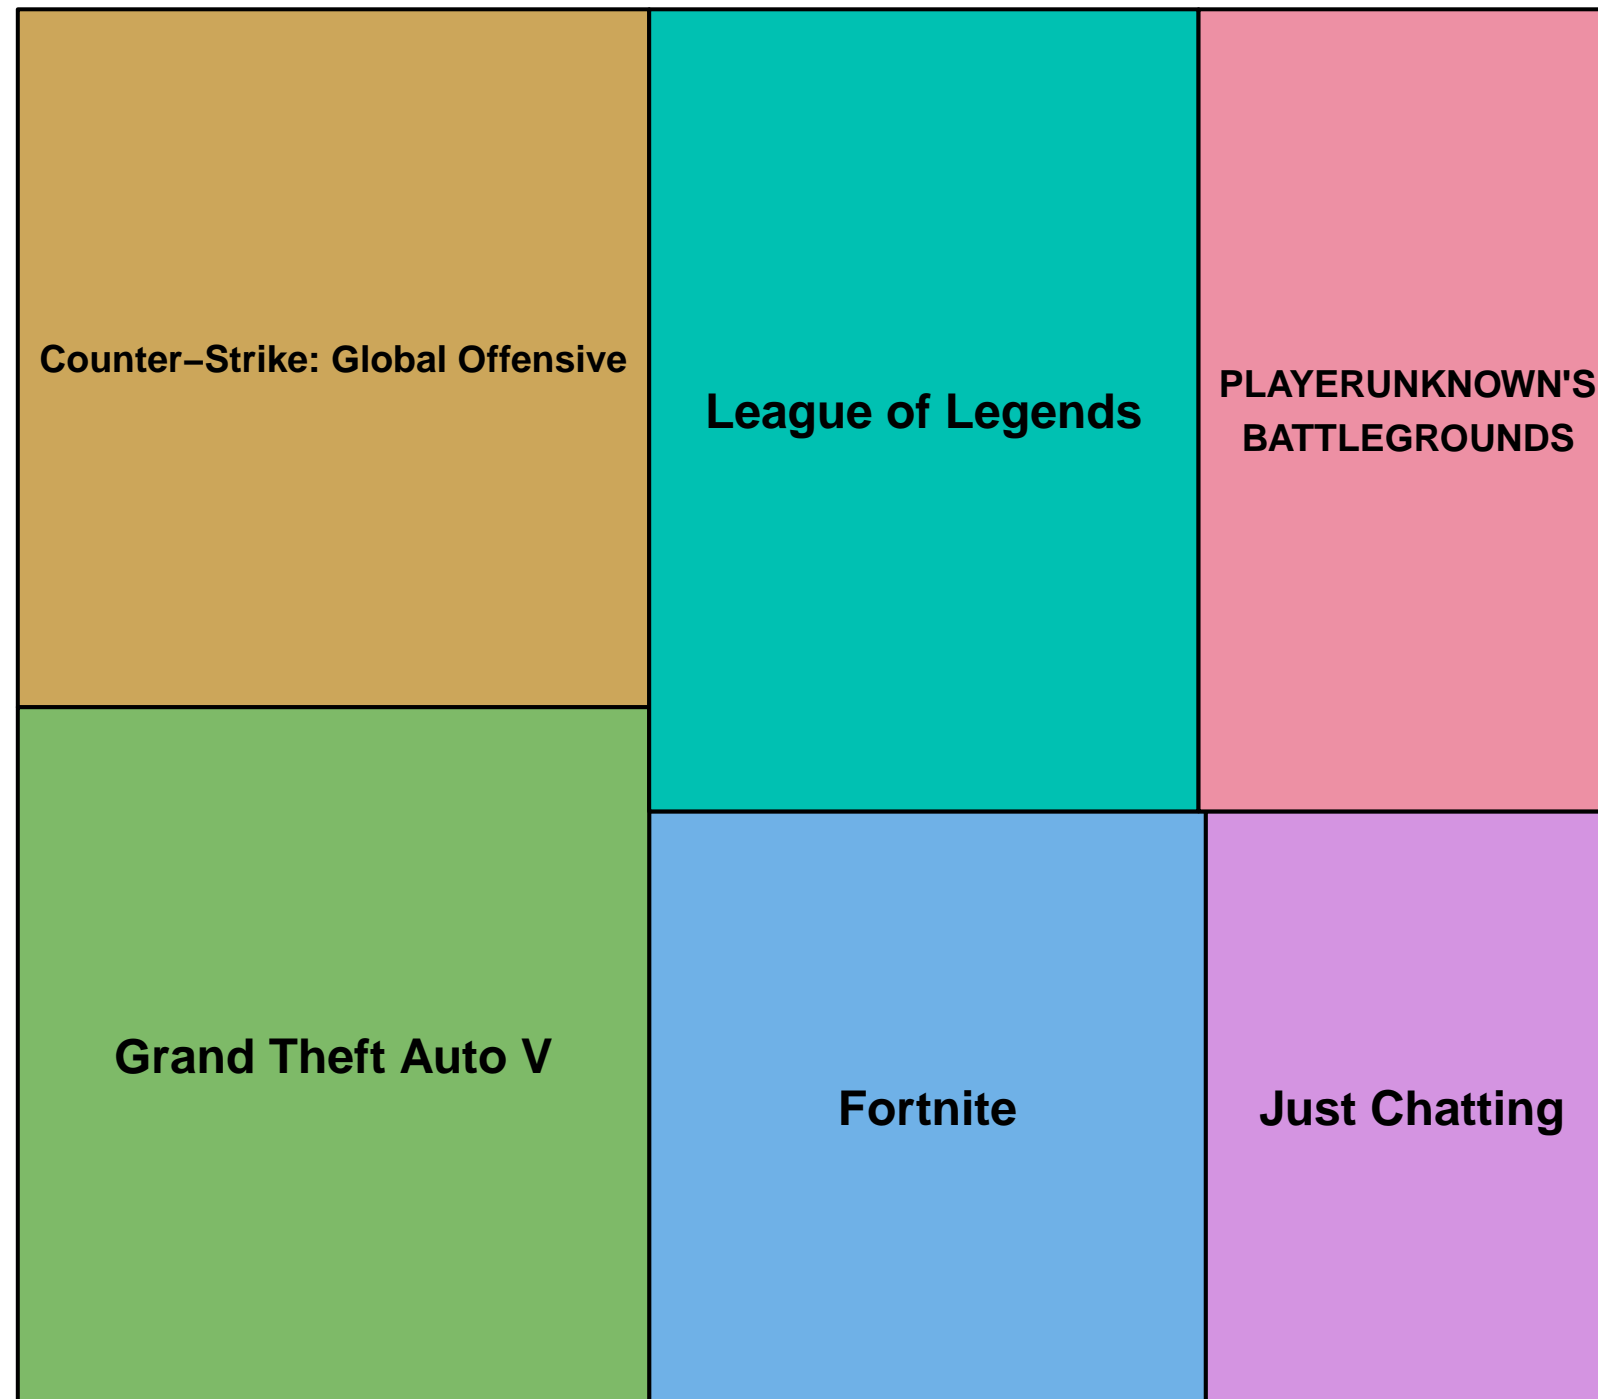 Counter–Strike: Global Offensive
League of Legends
PLAYERUNKNOWN'S
BATTLEGROUNDS
Grand Theft Auto V
Fortnite
Just Chatting